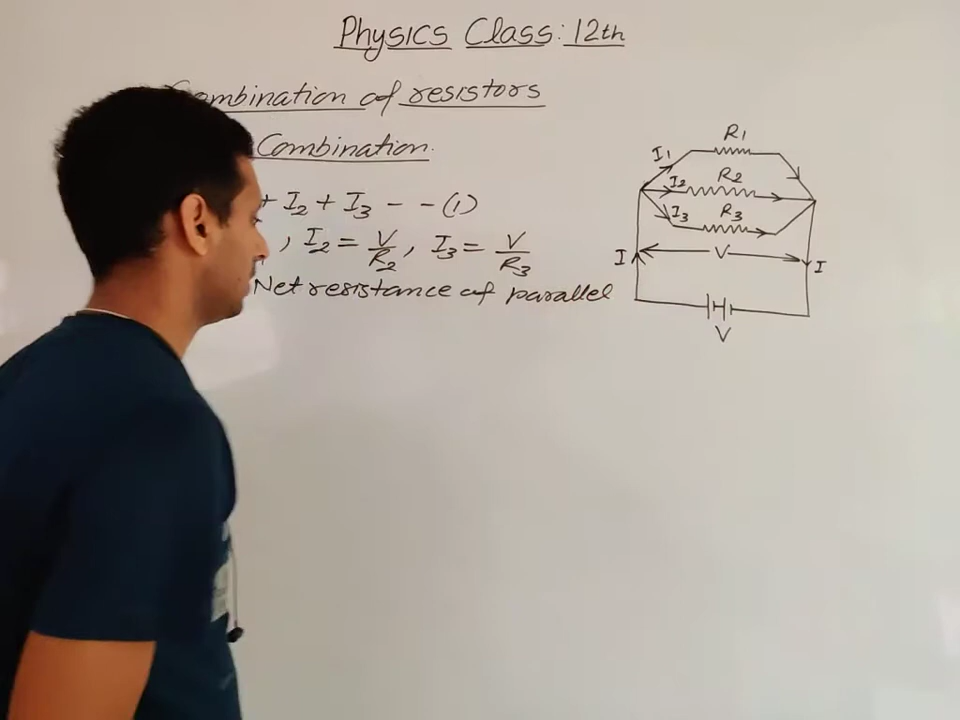 Physics Class: 12th
Combination of resistors
Combination.
+ I2 + I3 - - (1)
, I2 = V/R2, I3 = V/R3
Net resistance of parallel
R1
I1
I2 R2
I3 R3
I V I
V